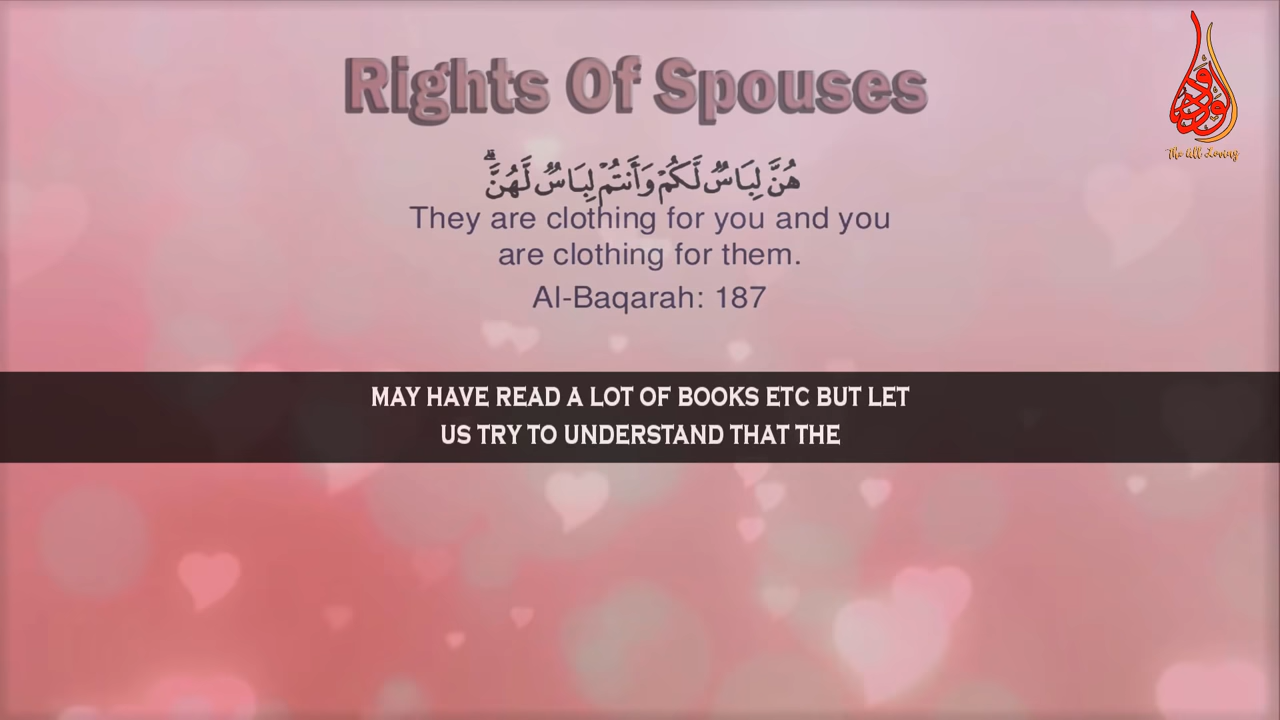 Rights Of Spouses
هُنَّ لِبَاسٌ لَّكُمْ وَأَنتُمْ لِبَاسٌ لَّهُنَّ ۗ
They are clothing for you and you
are clothing for them.
Al-Baqarah: 187
MAY HAVE READ A LOT OF BOOKS ETC BUT LET
US TRY TO UNDERSTAND THAT THE
الودود
The All Loving